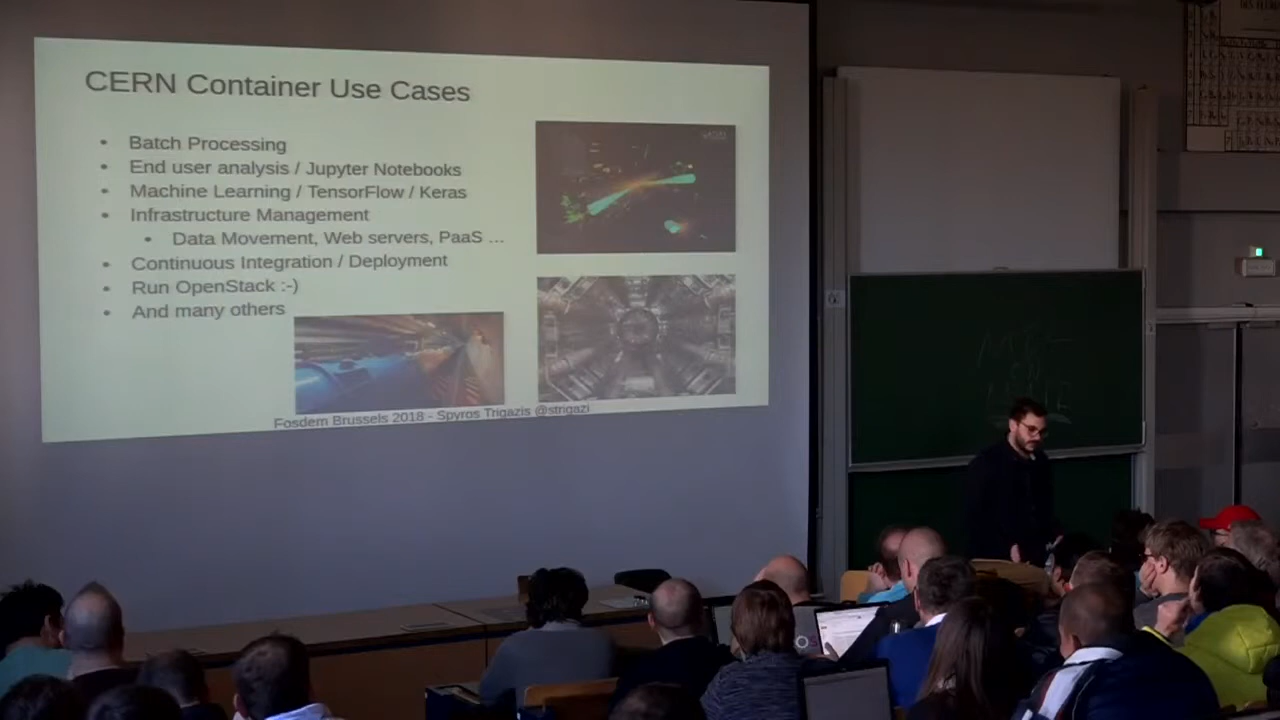 CERN Container Use Cases
• Batch Processing
• End user analysis / Jupyter Notebooks
• Machine Learning / TensorFlow / Keras
• Infrastructure Management
• Data Movement, Web servers, PaaS ...
• Continuous Integration / Deployment
• Run OpenStack :-)
• And many others
Fosdem Brussels 2018 - Spyros Trigazis @strigazi